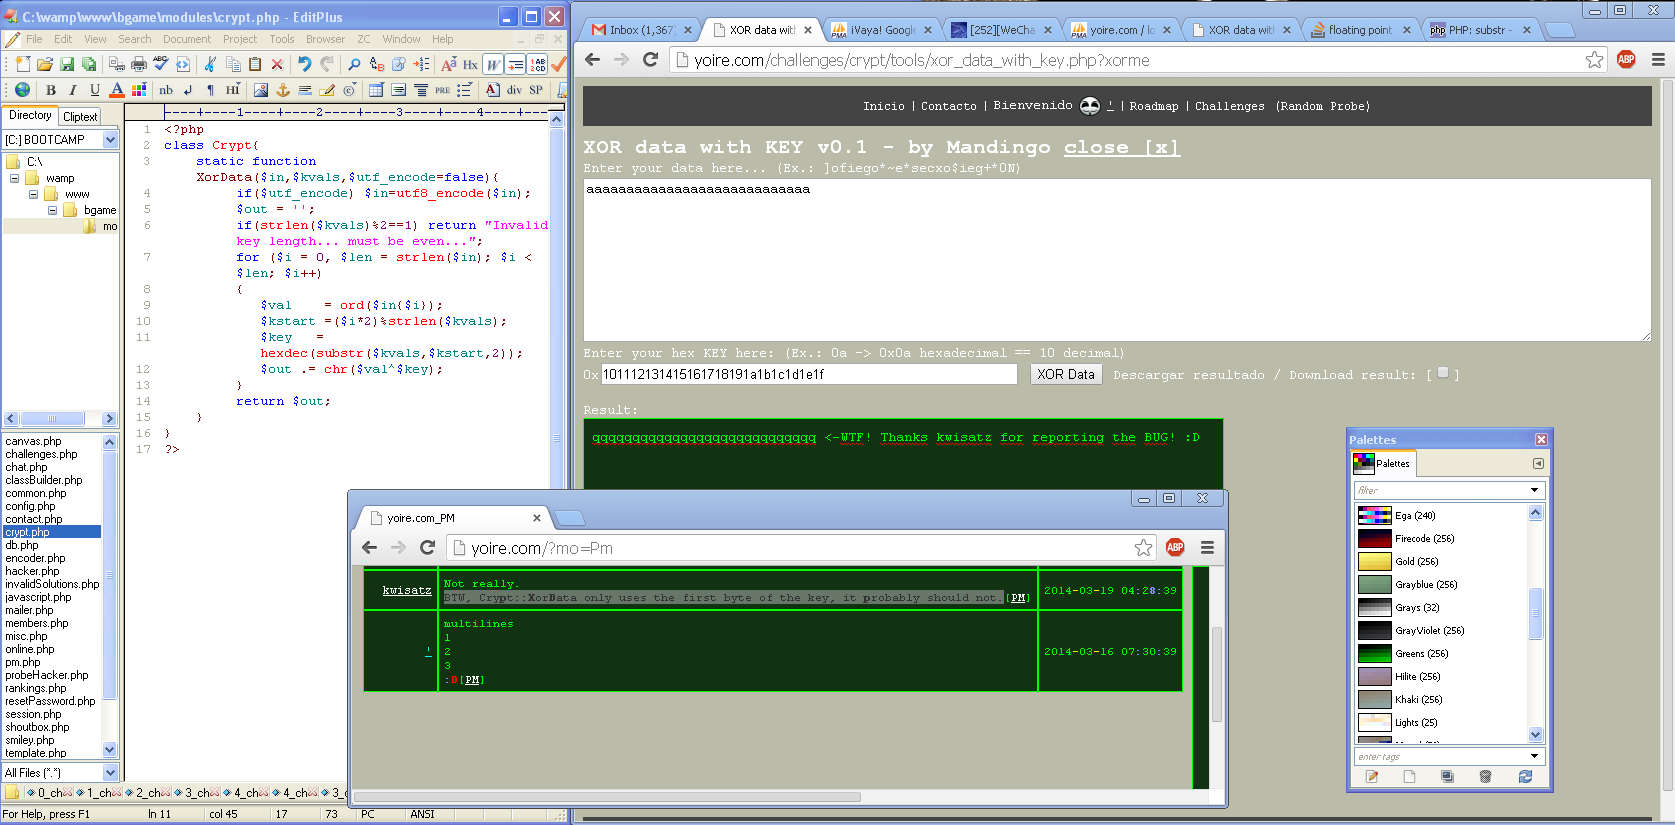 C:\wamp\www\bgame\modules\crypt.php - EditPlus
File Edit View Search Document Project Tools Browser ZC Window Help
B I U A nb HI PRE div SP
Directory Cliptext
[C:] BOOTCAMP
C:\
wamp
www
bgame
mo
canvas.php
challenges.php
chat.php
classBuilder.php
common.php
config.php
contact.php
crypt.php
db.php
encoder.php
hacker.php
invalidSolutions.php
javascript.php
mailer.php
members.php
misc.php
online.php
pm.php
probeHacker.php
rankings.php
resetPassword.php
session.php
shoutbox.php
smiley.php
template.php
All Files (*.*)
----+----1----+----2----+----3----+----4----+---
1 <?php
2 class Crypt{
3 static function
XorData($in,$kvals,$utf_encode=false){
4 if($utf_encode) $in=utf8_encode($in);
5 $out = '';
6 if(strlen($kvals)%2==1) return "Invalid
key length... must be even...";
7 for ($i = 0, $len = strlen($in); $i <
$len; $i++)
8 {
9 $val = ord($in{$i});
10 $kstart =($i*2)%strlen($kvals);
11 $key =
hexdec(substr($kvals,$kstart,2));
12 $out .= chr($val^$key);
13 }
14 return $out;
15 }
16 }
17 ?>
0_ch 1_ch 2_ch 3_ch 4_ch 4_ch 3_
For Help, press F1 ln 11 col 45 17 73 PC ANSI
Inbox (1,367) XOR data with iVaya! Google [252][WeCha yoire.com / lo XOR data with floating point PHP: substr -
yoire.com/challenges/crypt/tools/xor_data_with_key.php?xorme
Inicio | Contacto | Bienvenido ' | Roadmap | Challenges (Random Probe)
XOR data with KEY v0.1 - by Mandingo close [x]
Enter your data here... (Ex.: ]ofiego*~e*secxo$ieg+*ON)
aaaaaaaaaaaaaaaaaaaaaaaaaaaa
Enter your hex KEY here: (Ex.: 0a -> 0x0a hexadecimal == 10 decimal)
0x 101112131415161718191a1b1c1d1e1f XOR Data Descargar resultado / Download result: [ ]
Result:
qqqqqqqqqqqqqqqqqqqqqqqqqqqq <-WTF! Thanks kwisatz for reporting the BUG! :D
yoire.com_PM
yoire.com/?mo=Pm
kwisatz
Not really.
BTW, Crypt::XorData only uses the first byte of the key, it probably should not.[PM]
2014-03-19 04:28:39
'
multilines
1
2
3
:D[PM]
2014-03-16 07:30:39
Palettes
Palettes
filter
Ega (240)
Firecode (256)
Gold (256)
Grayblue (256)
Grays (32)
GrayViolet (256)
Greens (256)
Hilite (256)
Khaki (256)
Lights (25)
enter tags